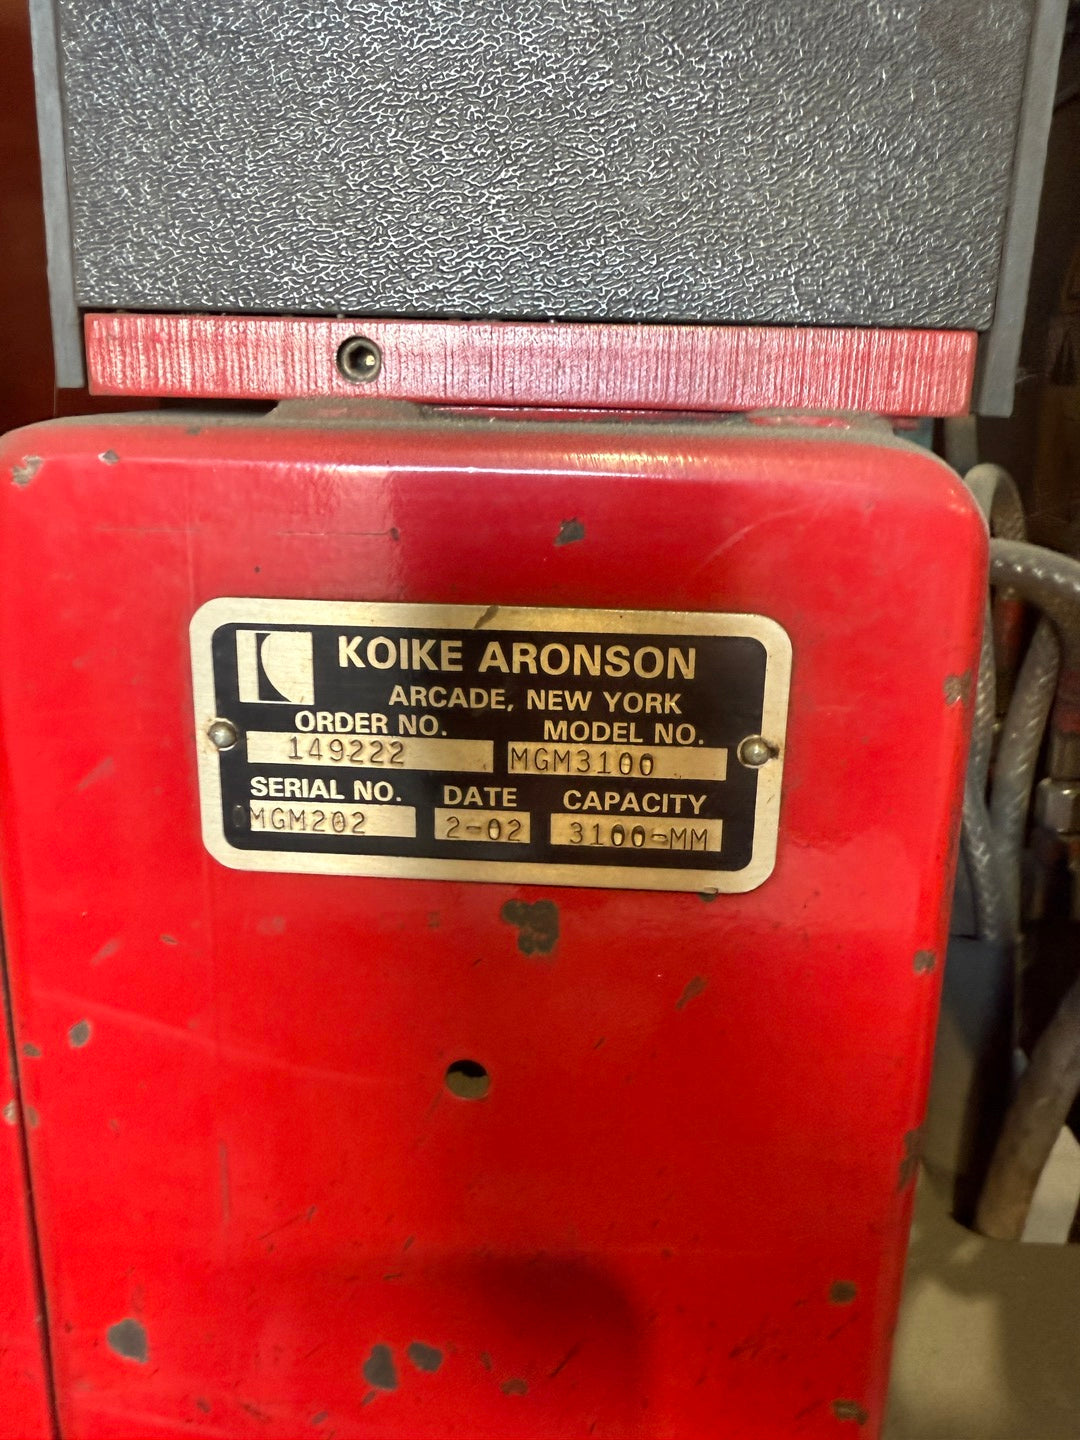 KOIKE ARONSON
ARCADE, NEW YORK
ORDER NO. MODEL NO.
149222 MGM3100
SERIAL NO. DATE CAPACITY
MGM202 2-02 3100-MM